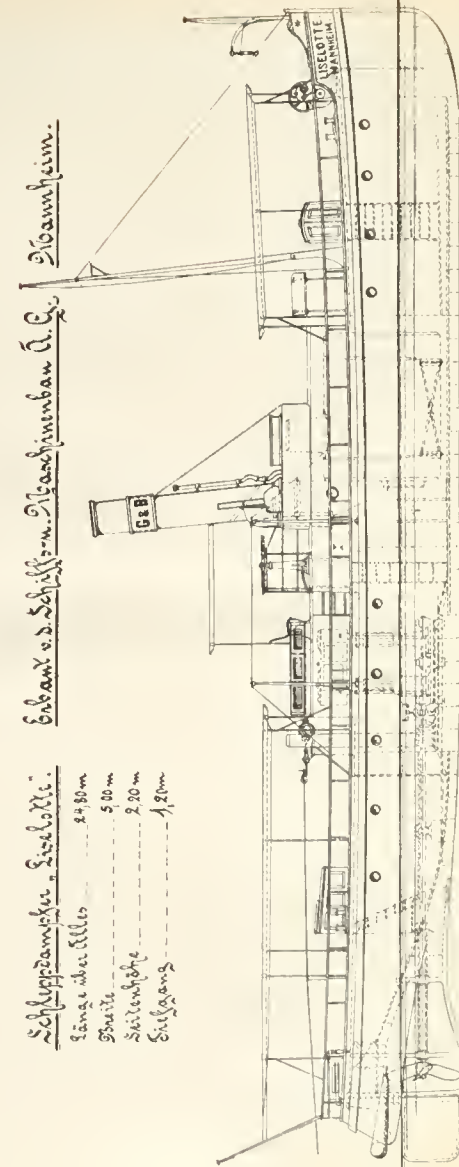 Schleppdampfer „Liselotte“. Erbaut v. d. Schiffs- u. Maschinenbau A. G. Mannheim.
Länge über Alles 24,80 m
Breite 5,00 m
Seitenhöhe 2,20 m
Tiefgang 1,20 m
G & B
LISELOTTE
MANNHEIM